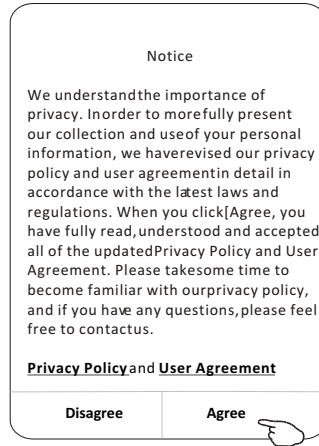 Notice
We understandthe importance of
privacy. Inorder to morefully present
our collection and useof your personal
information, we haverevised our privacy
policy and user agreementin detail in
accordance with the latest laws and
regulations. When you click[Agree, you
have fully read,understood and accepted
all of the updatedPrivacy Policy and User
Agreement. Please takesome time to
become familiar with ourprivacy policy,
and if you have any questions,please feel
free to contactus.
Privacy Policy and User Agreement
Disagree Agree